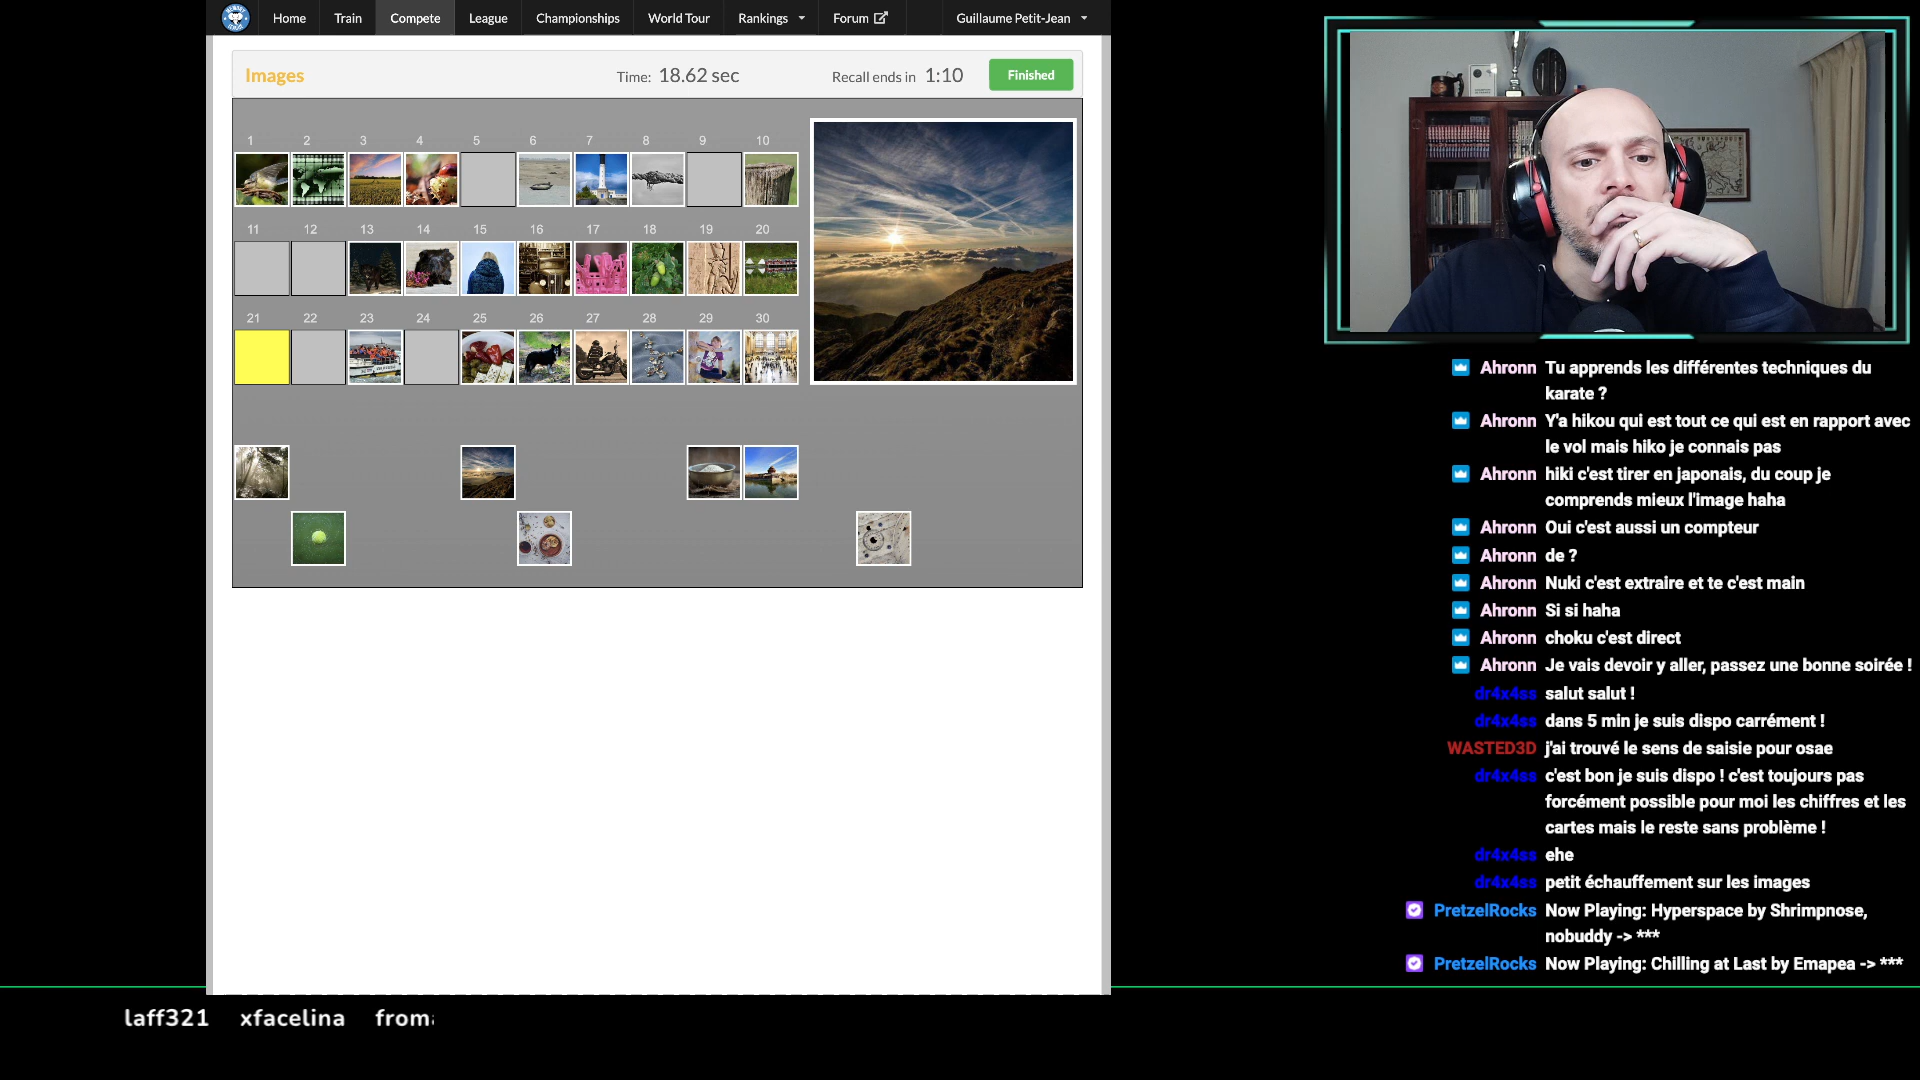 Home Train Compete League Championships World Tour Rankings Forum Guillaume Petit-Jean
Images Time: 18.62 sec Recall ends in 1:10 Finished
1 2 3 4 5 6 7 8 9 10
11 12 13 14 15 16 17 18 19 20
21 22 23 24 25 26 27 28 29 30
Ahronn Tu apprends les différentes techniques du
karate ?
Ahronn Y'a hikou qui est tout ce qui est en rapport avec
le vol mais hiko je connais pas
Ahronn hiki c'est tirer en japonais, du coup je
comprends mieux l'image haha
Ahronn Oui c'est aussi un compteur
Ahronn de ?
Ahronn Nuki c'est extraire et te c'est main
Ahronn Si si haha
Ahronn choku c'est direct
Ahronn Je vais devoir y aller, passez une bonne soirée !
dr4x4ss salut salut !
dr4x4ss dans 5 min je suis dispo carrément !
WASTED3D j'ai trouvé le sens de saisie pour osae
dr4x4ss c'est bon je suis dispo ! c'est toujours pas
forcément possible pour moi les chiffres et les
cartes mais le reste sans problème !
dr4x4ss ehe
dr4x4ss petit échauffement sur les images
PretzelRocks Now Playing: Hyperspace by Shrimpnose,
nobuddy -> ***
PretzelRocks Now Playing: Chilling at Last by Emapea -> ***
laff321 xfacelina from